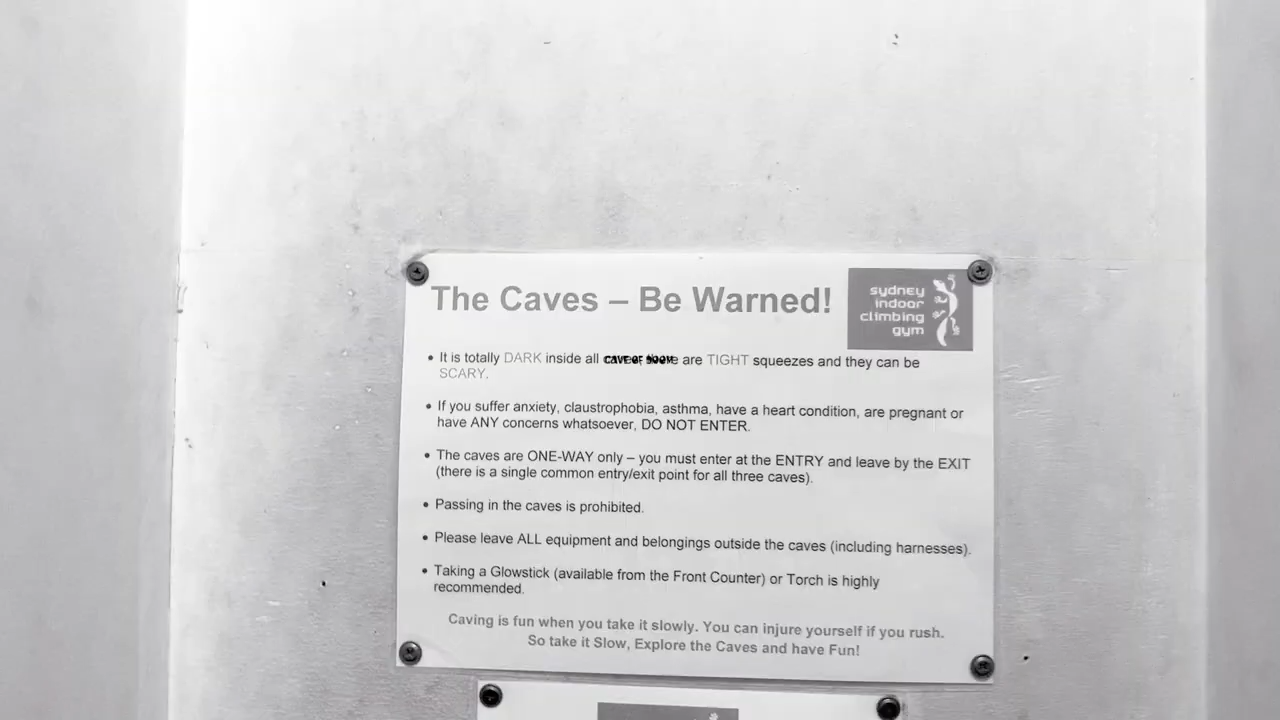 The Caves – Be Warned!
sydney
indoor
climbing
gym
• It is totally DARK inside all are TIGHT squeezes and they can be
SCARY.
• If you suffer anxiety, claustrophobia, asthma, have a heart condition, are pregnant or
have ANY concerns whatsoever, DO NOT ENTER.
• The caves are ONE-WAY only – you must enter at the ENTRY and leave by the EXIT
(there is a single common entry/exit point for all three caves).
• Passing in the caves is prohibited.
• Please leave ALL equipment and belongings outside the caves (including harnesses).
• Taking a Glowstick (available from the Front Counter) or Torch is highly
recommended.
Caving is fun when you take it slowly. You can injure yourself if you rush.
So take it Slow, Explore the Caves and have Fun!